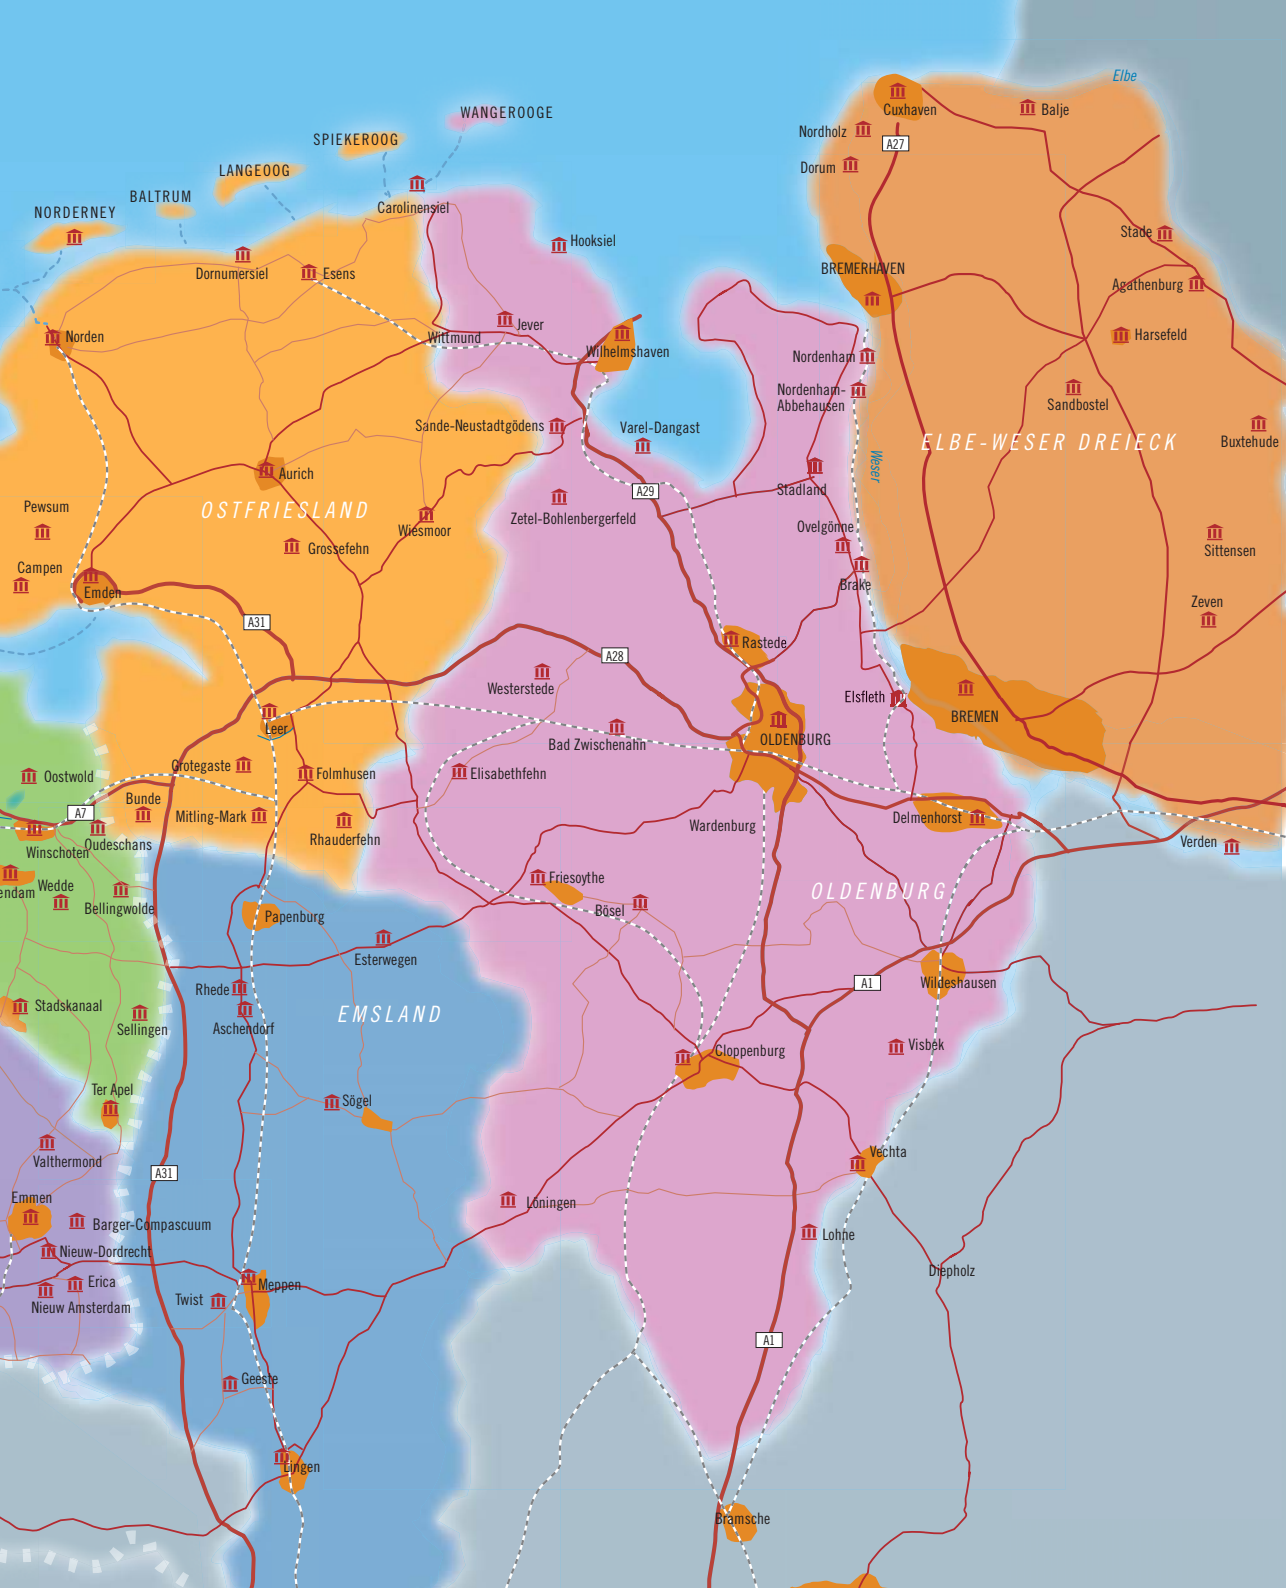 Elbe
WANGEROOGE
Cuxhaven
Balje
SPIEKEROOG
Nordholz
A27
Dorum
LANGEOOG
BALTRUM
NORDERNEY
Carolinensiel
Hooksiel
Stade
Dornumersiel
Esens
BREMERHAVEN
Agathenburg
Norden
Jever
Wittmund
Wilhelmshaven
Nordenham
Harsefeld
Nordenham-
Abbehausen
Sandbostel
Sande-Neustadtgödens
Varel-Dangast
ELBE-WESER DREIECK
Buxtehude
Weser
Aurich
Stadland
A29
Pewsum
OSTFRIESLAND
Zetel-Bohlenbergerfeld
Wiesmoor
Ovelgönne
Grossefehn
Sittensen
Campen
Emden
Brake
Zeven
A31
Rastede
A28
Westerstede
Elsfleth
BREMEN
Leer
Bad Zwischenahn
OLDENBURG
Grotegaste
Folmhusen
Elisabethfehn
Oostwold
Bunde
A7
Mitling-Mark
Rhauderfehn
Wardenburg
Delmenhorst
Oudeschans
Winschoten
Verden
endam
Wedde
Bellingwolde
Friesoythe
OLDENBURG
Bösel
Papenburg
Esterwegen
A1
Wildeshausen
Rhede
Stadskanaal
Sellingen
Aschendorf
EMSLAND
Visbek
Cloppenburg
Ter Apel
Sögel
Valthermond
Vechta
A31
Emmen
Löningen
Barger-Compascuum
Lohne
Nieuw-Dordrecht
Diepholz
Erica
Meppen
Nieuw Amsterdam
Twist
A1
Geeste
Lingen
Bramsche